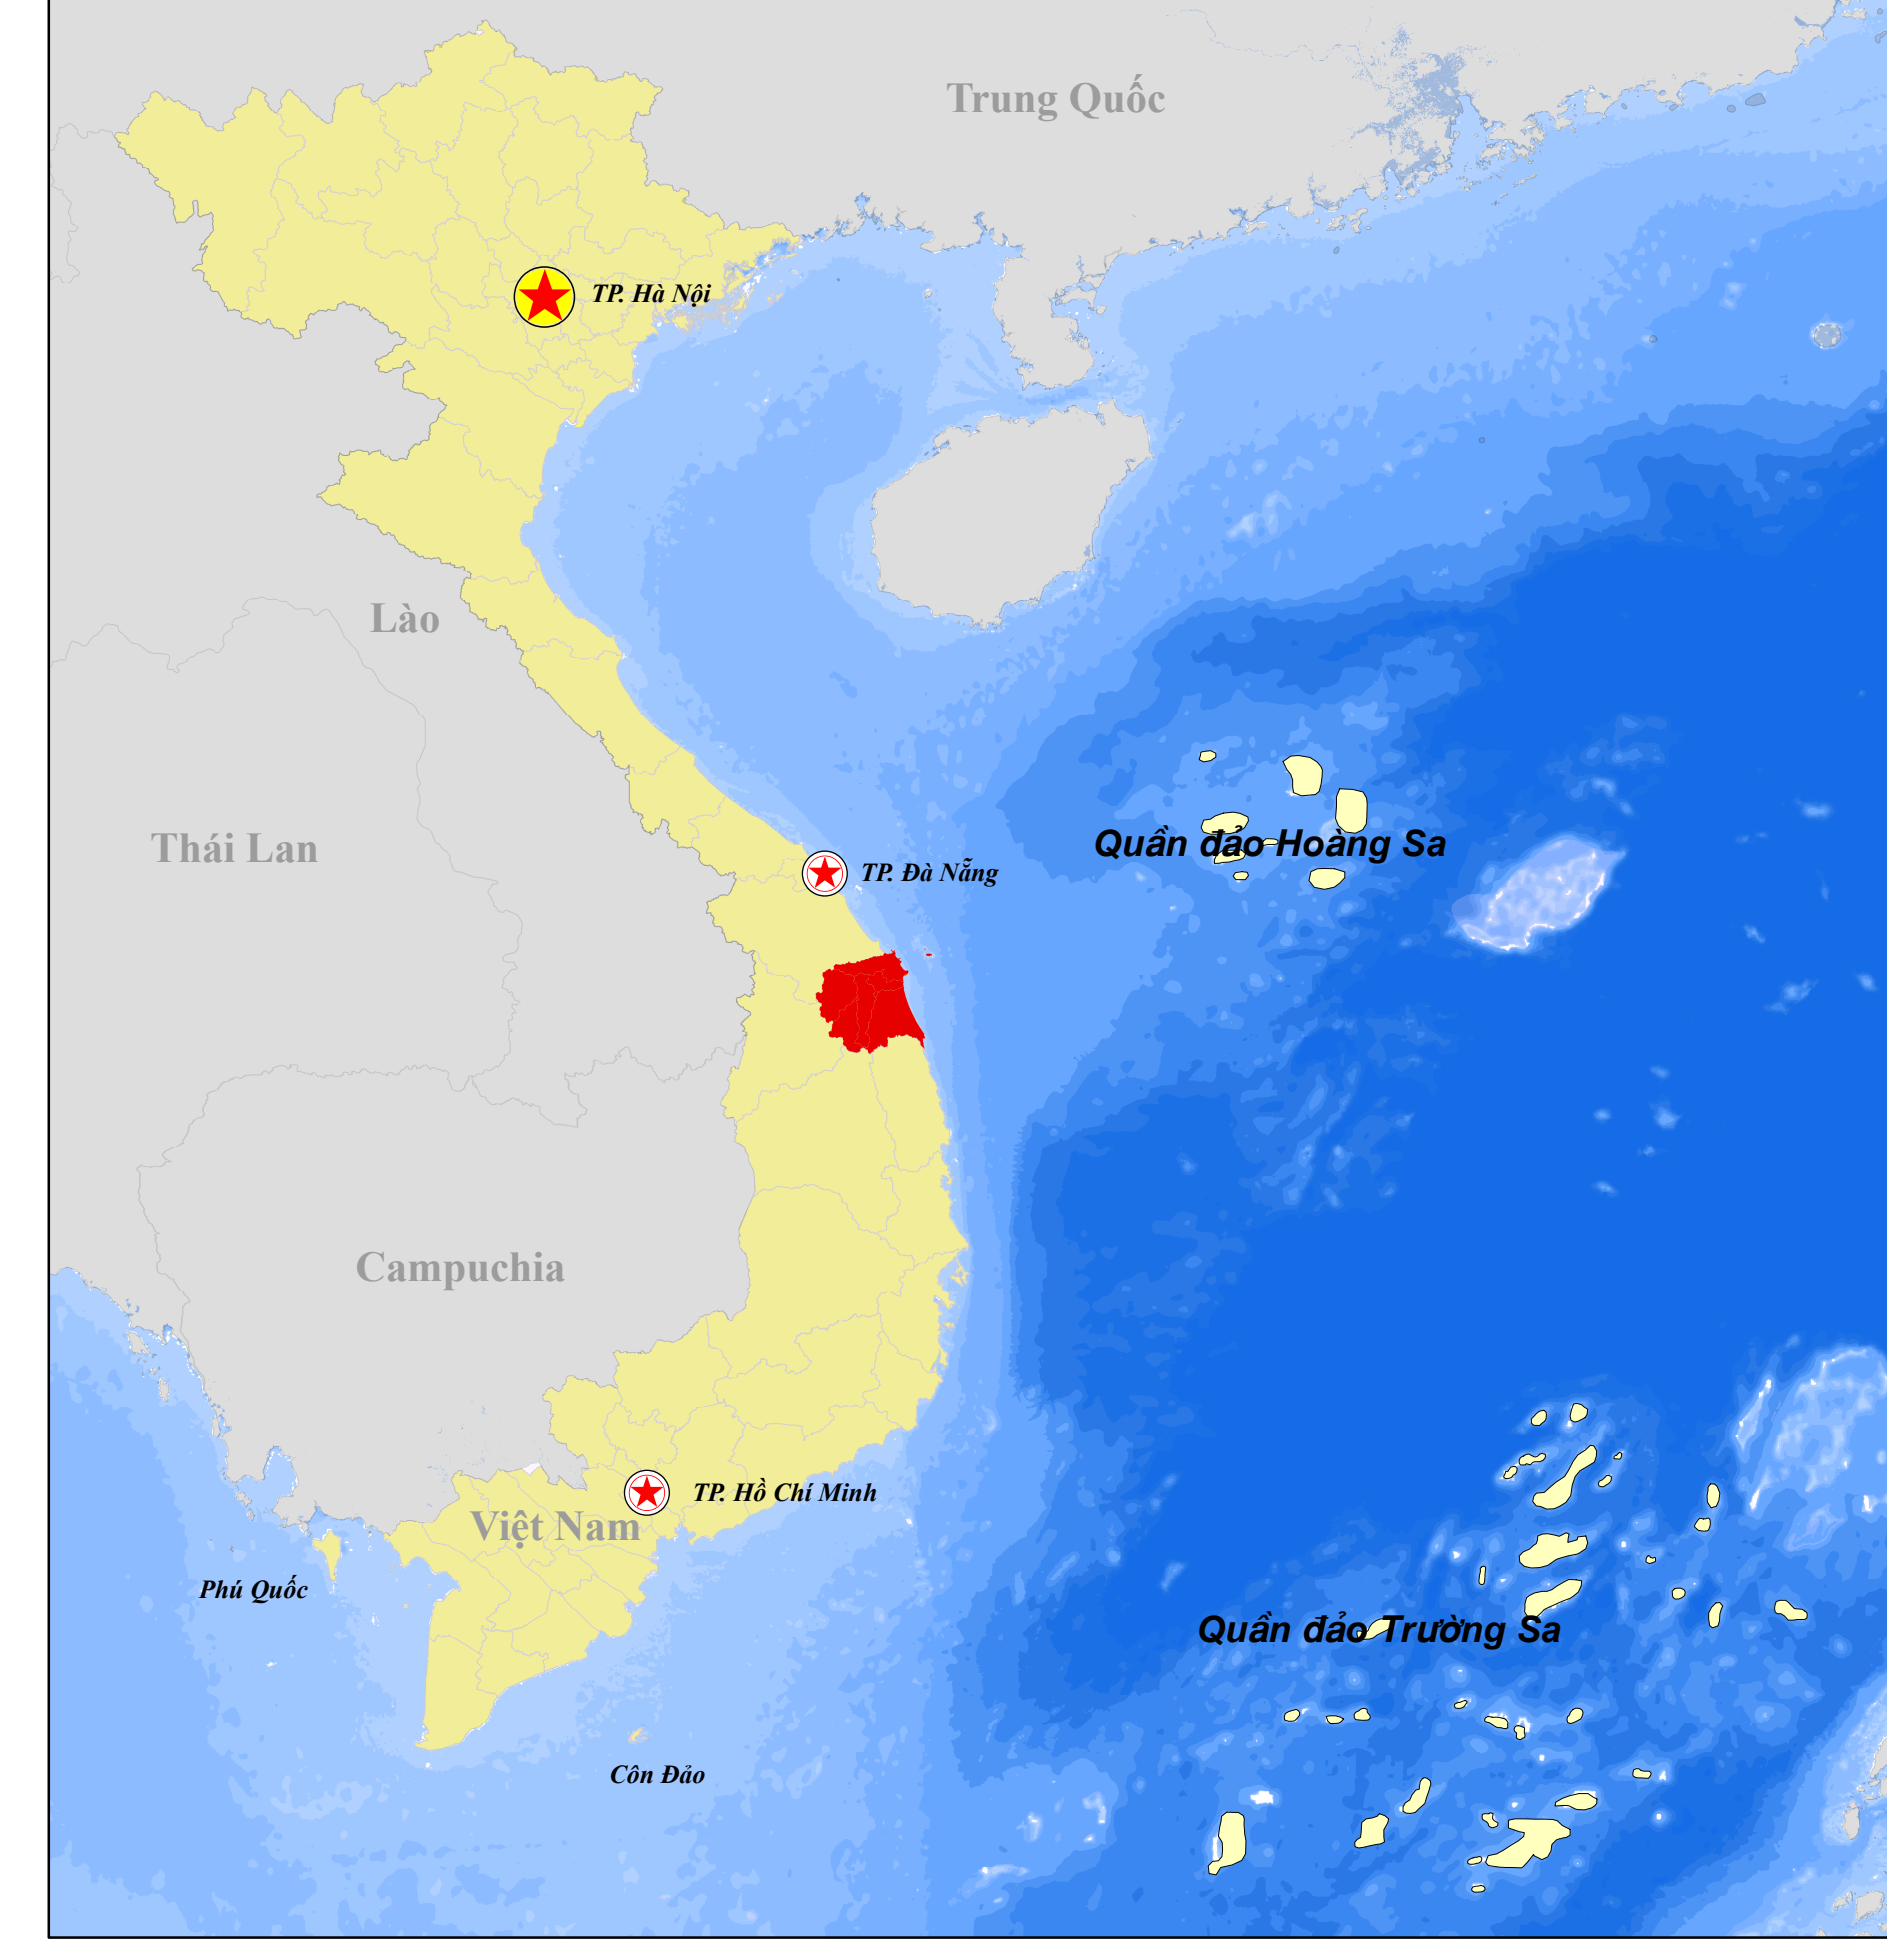 Trung Quốc
TP. Hà Nội
Lào
Thái Lan
Quần đảo Hoàng Sa
TP. Đà Nẵng
Campuchia
TP. Hồ Chí Minh
Việt Nam
Phú Quốc
Quần đảo Trường Sa
Côn Đảo